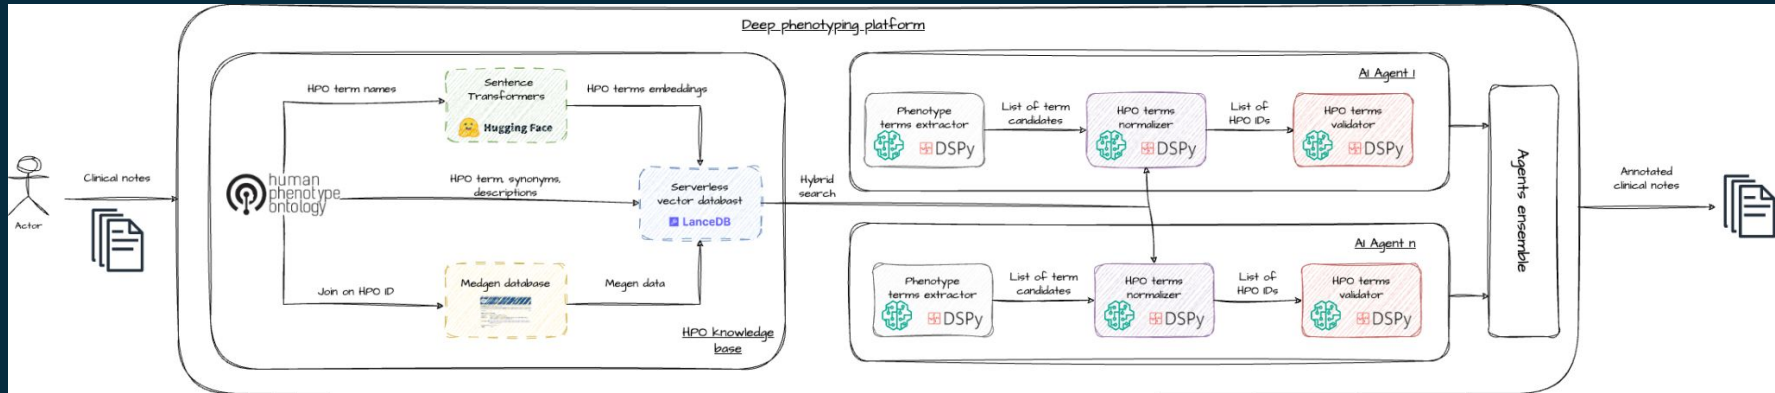 Deep phenotyping platform
Actor
Clinical notes
human
phenotype
ontology
HPO term names
Sentence
Transformers
Hugging Face
HPO terms embeddings
HPO term, synonyms,
descriptions
Serverless
vector databast
LanceDB
Join on HPO ID
Medgen database
Megen data
HPO knowledge
base
Hybrid
search
AI Agent 1
Phenotype
terms extractor
DSPy
List of term
candidates
HPO terms
normalizer
DSPy
List of
HPO IDs
HPO terms
validator
DSPy
AI Agent n
Phenotype
terms extractor
DSPy
List of term
candidates
HPO terms
normalizer
DSPy
List of
HPO IDs
HPO terms
validator
DSPy
Agents ensemble
Annotated
clinical notes